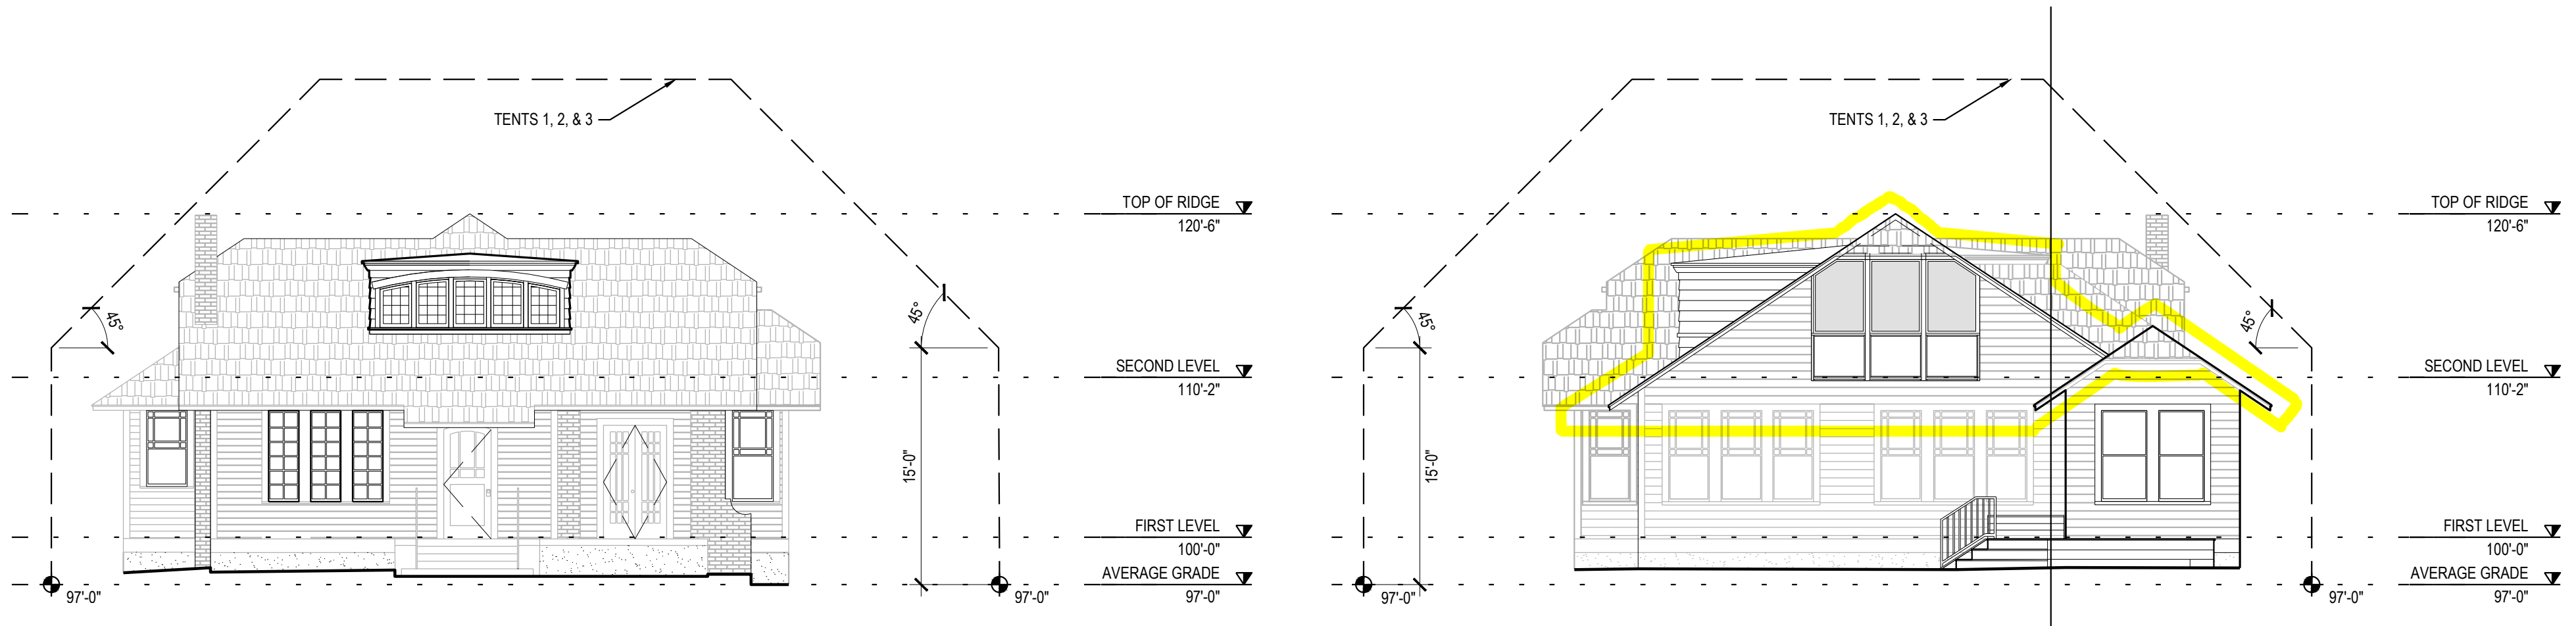 TENTS 1, 2, & 3
45°
45°
15'-0"
97'-0"
97'-0"
TOP OF RIDGE
120'-6"
SECOND LEVEL
110'-2"
FIRST LEVEL
100'-0"
AVERAGE GRADE
97'-0"
TENTS 1, 2, & 3
45°
45°
15'-0"
97'-0"
97'-0"
TOP OF RIDGE
120'-6"
SECOND LEVEL
110'-2"
FIRST LEVEL
100'-0"
AVERAGE GRADE
97'-0"